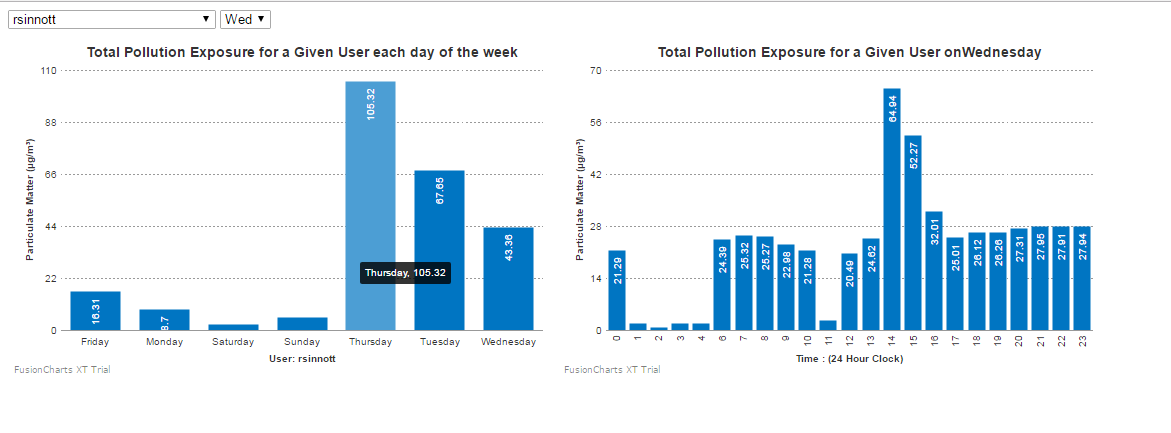 rsinnott
Wed
Total Pollution Exposure for a Given User each day of the week
Particulate Matter (µg/m³)
110
88
66
44
22
0
16.31
8.7
105.32
67.65
43.36
Thursday, 105.32
Friday Monday Saturday Sunday Thursday Tuesday Wednesday
User: rsinnott
FusionCharts XT Trial
Total Pollution Exposure for a Given User onWednesday
Particulate Matter (µg/m³)
70
56
42
28
14
0
21.29
24.39
25.32
25.27
22.98
21.28
20.49
24.62
64.94
52.27
32.01
25.01
26.12
26.26
27.31
27.95
27.91
27.94
0 1 2 3 4 6 7 8 9 10 11 12 13 14 15 16 17 18 19 20 21 22 23
Time : (24 Hour Clock)
FusionCharts XT Trial